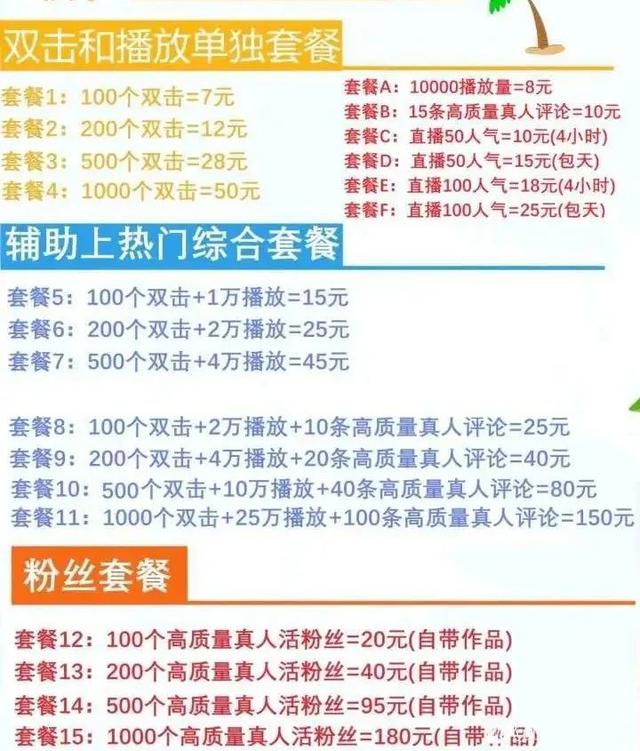 双击和播放单独套餐
套餐1：100个双击=7元
套餐2：200个双击=12元
套餐3：500个双击=28元
套餐4：1000个双击=50元
套餐A：10000播放量=8元
套餐B：15条高质量真人评论=10元
套餐C：直播50人气=10元(4小时)
套餐D：直播50人气=15元(包天)
套餐E：直播100人气=18元(4小时)
套餐F：直播100人气=25元(包天)
辅助上热门综合套餐
套餐5：100个双击+1万播放=15元
套餐6：200个双击+2万播放=25元
套餐7：500个双击+4万播放=45元
套餐8：100个双击+2万播放+10条高质量真人评论=25元
套餐9：200个双击+4万播放+20条高质量真人评论=40元
套餐10：500个双击+10万播放+40条高质量真人评论=80元
套餐11：1000个双击+25万播放+100条高质量真人评论=150元
粉丝套餐
套餐12：100个高质量真人活粉丝=20元(自带作品)
套餐13：200个高质量真人活粉丝=40元(自带作品)
套餐14：500个高质量真人活粉丝=95元(自带作品)
套餐15：1000个高质量真人活粉丝=180元(自带作品)